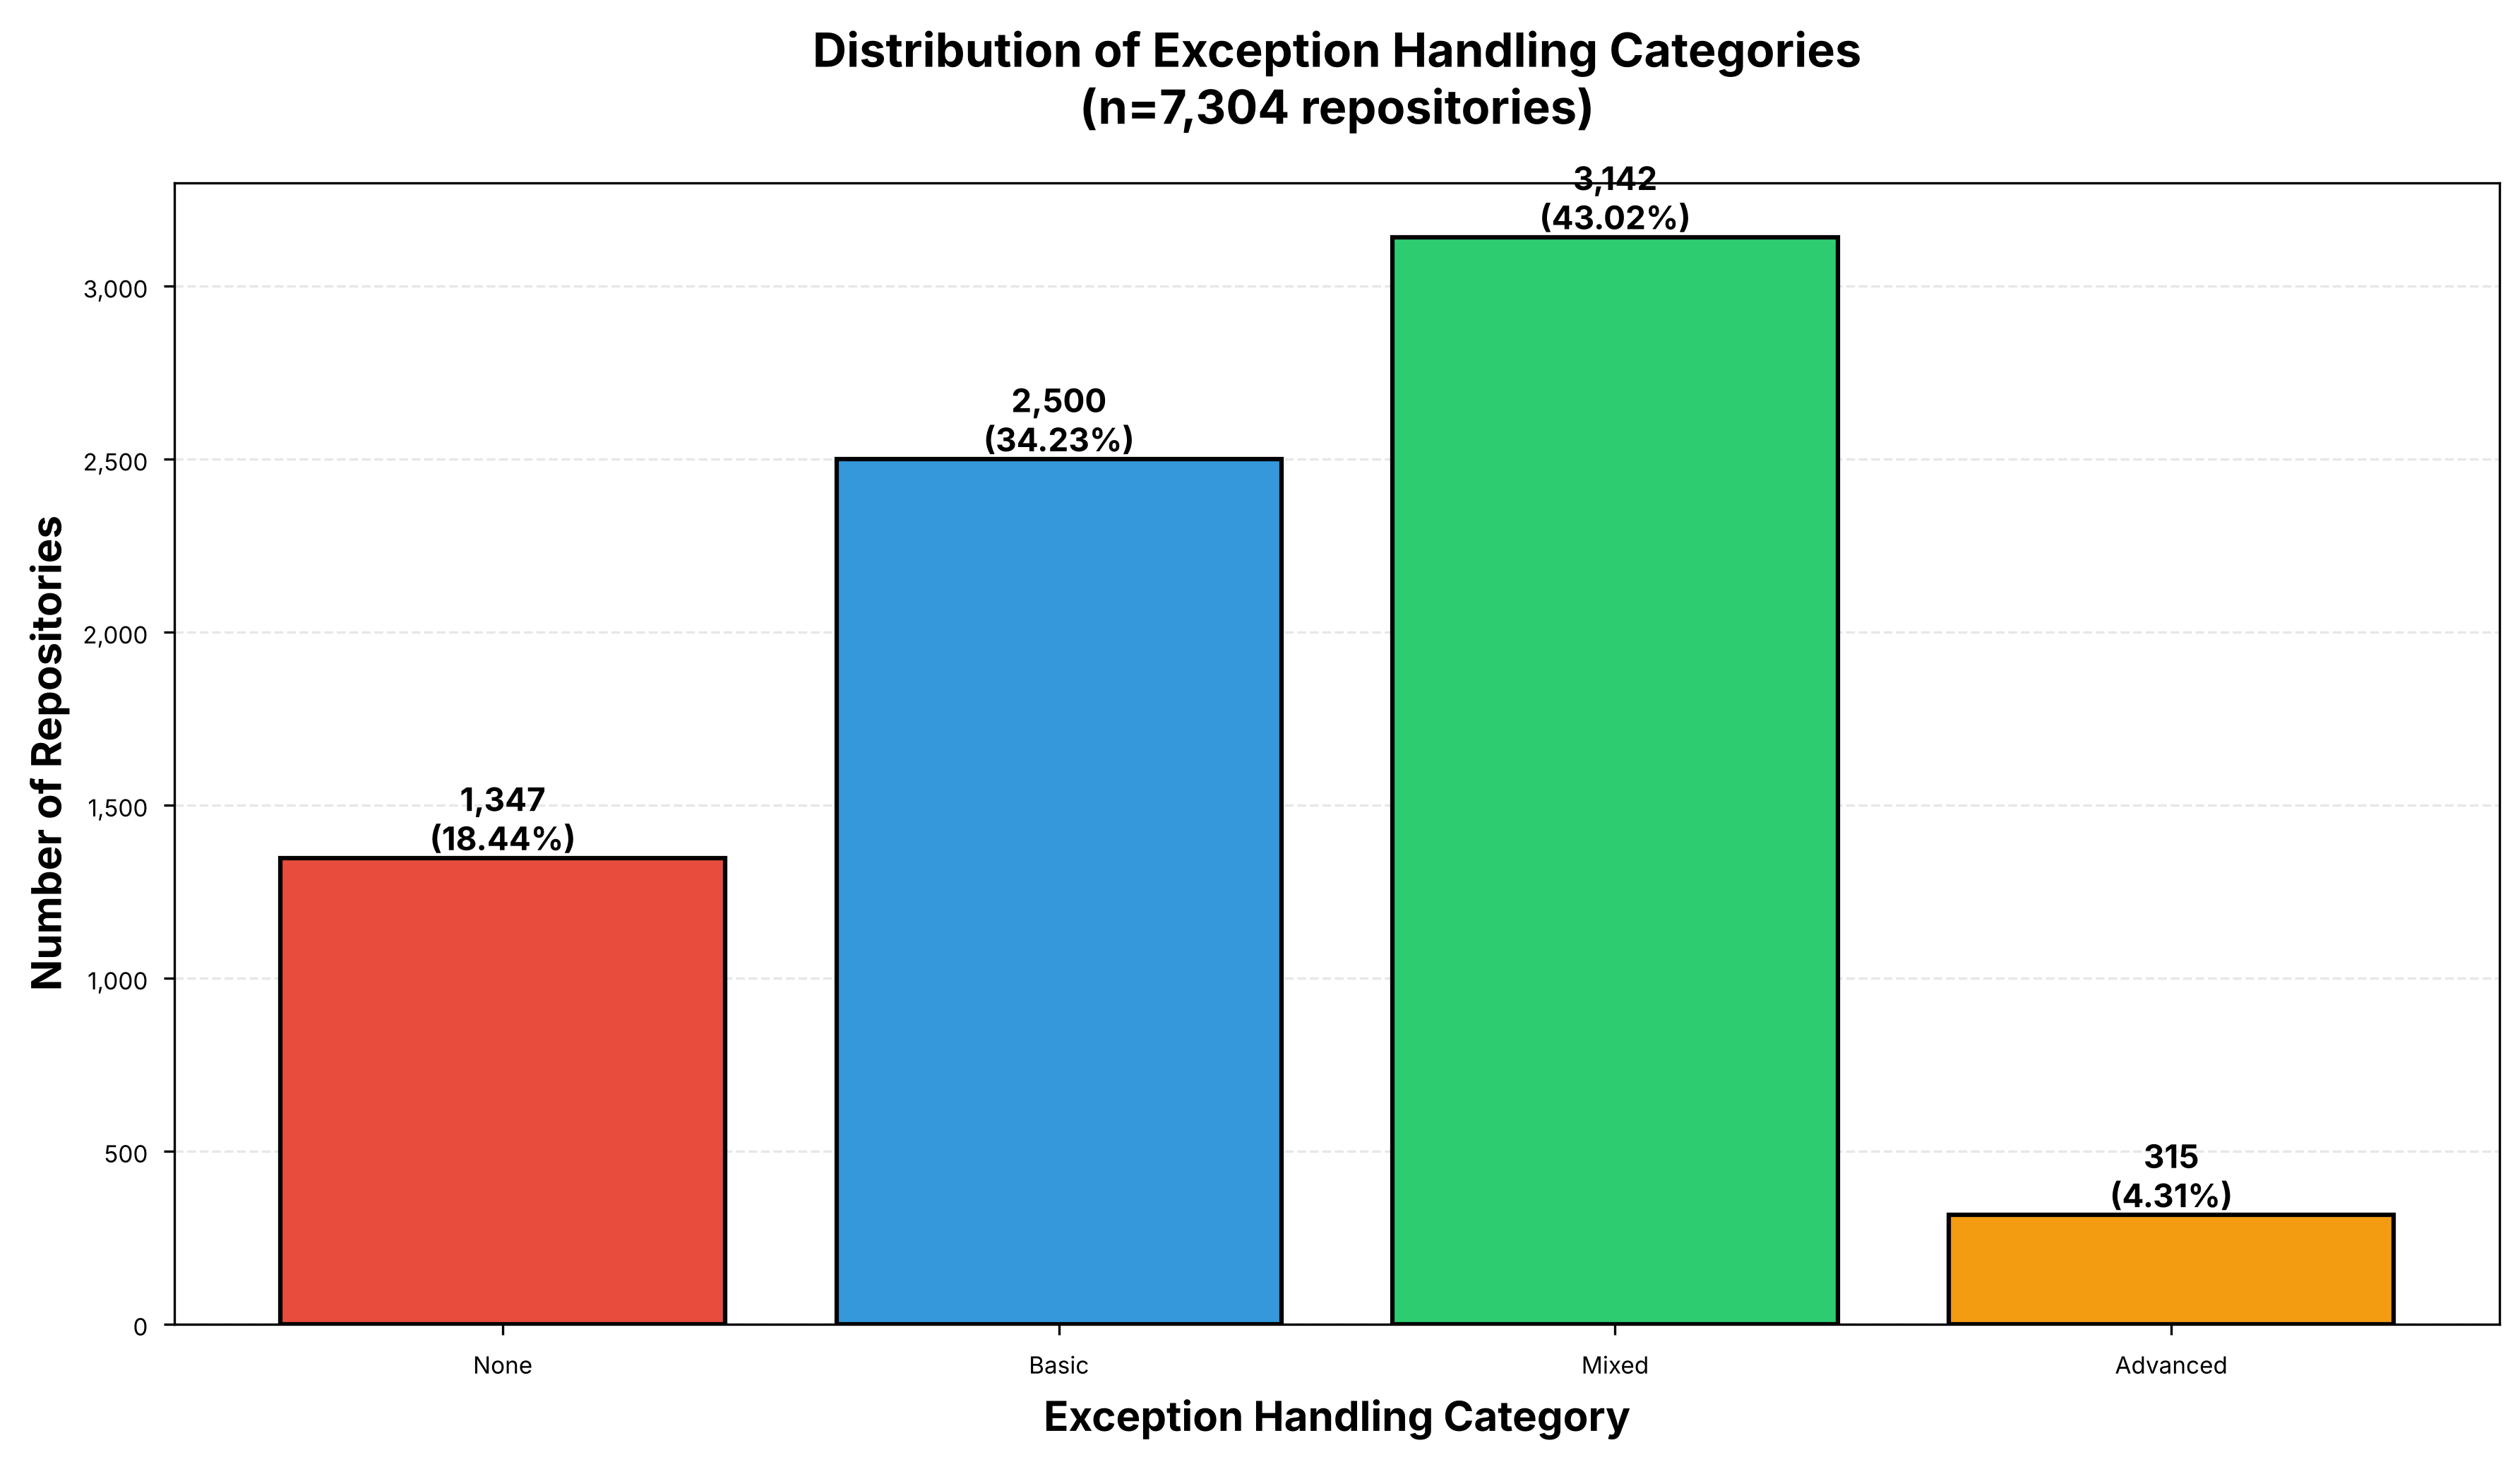 Distribution of Exception Handling Categories
(n=7,304 repositories)
3,142
(43.02%)
3,000
2,500
(34.23%)
2,500
2,000
1,347
(18.44%)
1,500
1,000
315
(4.31%)
500
0
Number of Repositories
None
Basic
Mixed
Advanced
Exception Handling Category